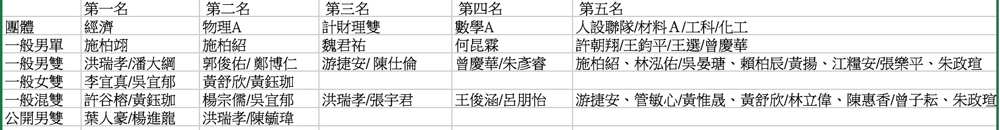 第一名 第二名 第三名 第四名 第五名
團體 經濟 物理A 計財理雙 數學A 人設聯隊/材料A/工科/化工
一般男單 施柏翊 施柏紹 魏君祐 何昆霖 許朝翔/王鈞平/王選/曾慶華
一般男雙 洪瑞孝/潘大綱 郭俊佑/ 鄭博仁 游捷安/ 陳仕倫 曾慶華/朱彥睿 施柏紹、林泓佑/吳晏瑭、賴柏辰/黃揚、江糧安/張樂平、朱政瑄
一般女雙 李宜真/吳宜郁 黃舒欣/黃鈺珈
一般混雙 許谷榕/黃鈺珈 楊宗儒/吳宜郁 洪瑞孝/張宇君 王俊涵/呂朋怡 游捷安、管敏心/黃惟晟、黃舒欣/林立偉、陳惠香/曾子耘、朱政瑄
公開男雙 葉人豪/楊進龍 洪瑞孝/陳毓瑋